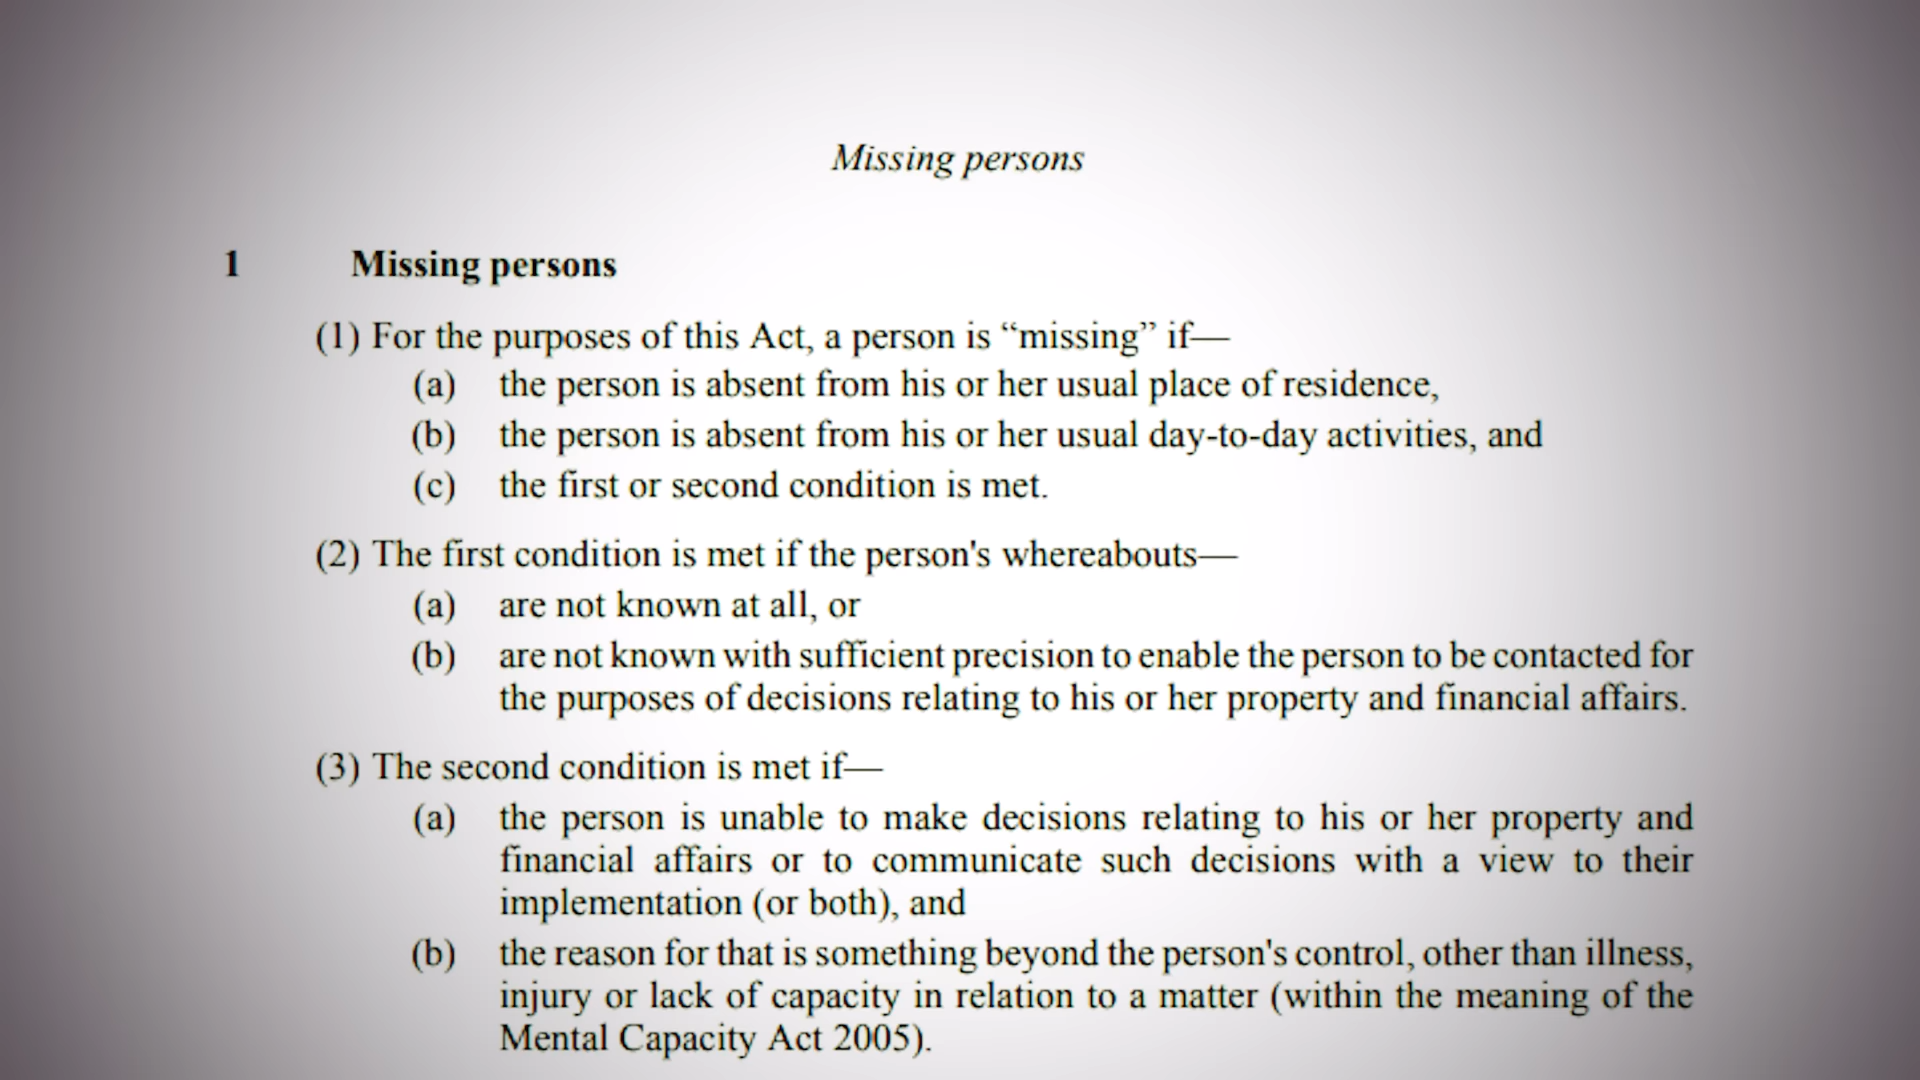 Missing persons
1 Missing persons
(1) For the purposes of this Act, a person is “missing” if—
(a) the person is absent from his or her usual place of residence,
(b) the person is absent from his or her usual day-to-day activities, and
(c) the first or second condition is met.
(2) The first condition is met if the person's whereabouts—
(a) are not known at all, or
(b) are not known with sufficient precision to enable the person to be contacted for
the purposes of decisions relating to his or her property and financial affairs.
(3) The second condition is met if—
(a) the person is unable to make decisions relating to his or her property and
financial affairs or to communicate such decisions with a view to their
implementation (or both), and
(b) the reason for that is something beyond the person's control, other than illness,
injury or lack of capacity in relation to a matter (within the meaning of the
Mental Capacity Act 2005).